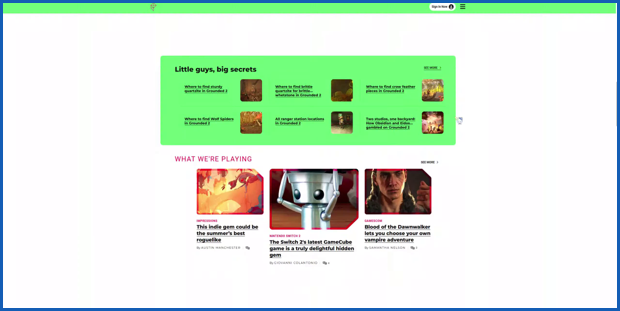 Sign In Now
Little guys, big secrets
SEE MORE
Where to find sturdy
quartzite in Grounded 2
Where to find brittle
quartzite for brittle...
whetstone in Grounded 2
Where to find crow feather
pieces in Grounded 2
Where to find Wolf Spiders
in Grounded 2
All ranger station locations
in Grounded 2
Two studios, one backyard:
How Obsidian and Eidos...
gambled on Grounded 2
WHAT WE'RE PLAYING
SEE MORE
IMPRESSIONS
This indie gem could be
the summer's best
roguelike
By AUSTIN MANCHESTER
NINTENDO SWITCH 2
The Switch 2's latest GameCube
game is a truly delightful hidden
gem
By GIOVANNI COLANTONIO
4
GAMESCOM
Blood of the Dawnwalker
lets you choose your own
vampire adventure
By SAMANTHA NELSON